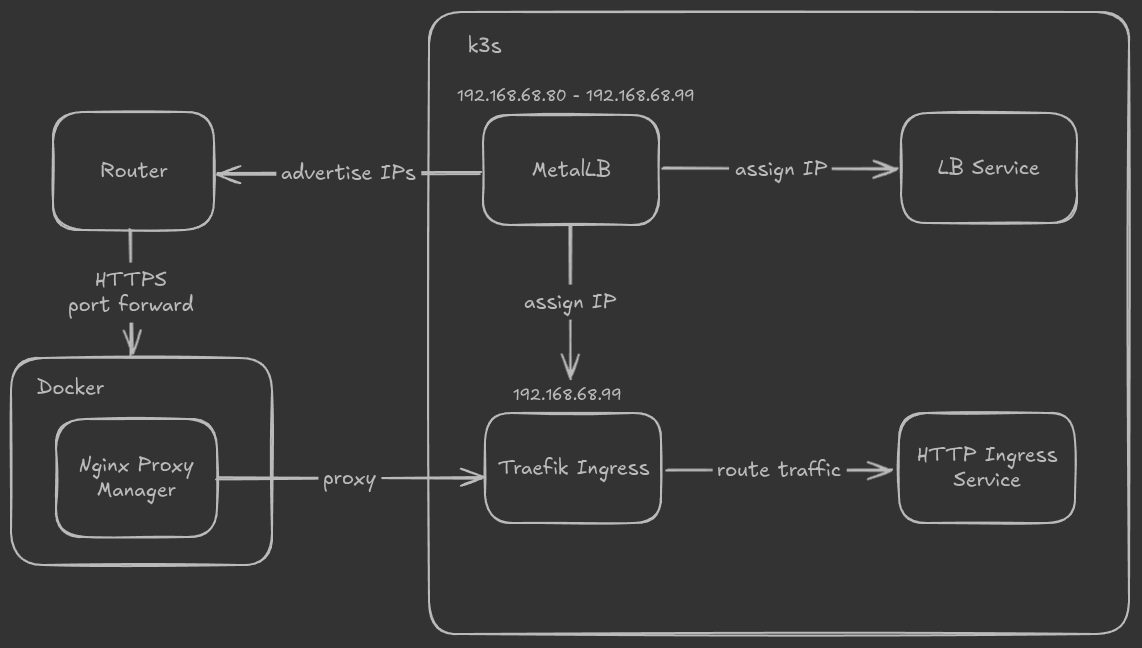 k3s
192.168.68.80 - 192.168.68.99
Router
advertise IPs
MetalLB
assign IP
LB Service
HTTPS
port forward
assign IP
Docker
192.168.68.99
Nginx Proxy
Manager
proxy
Traefik Ingress
route traffic
HTTP Ingress
Service